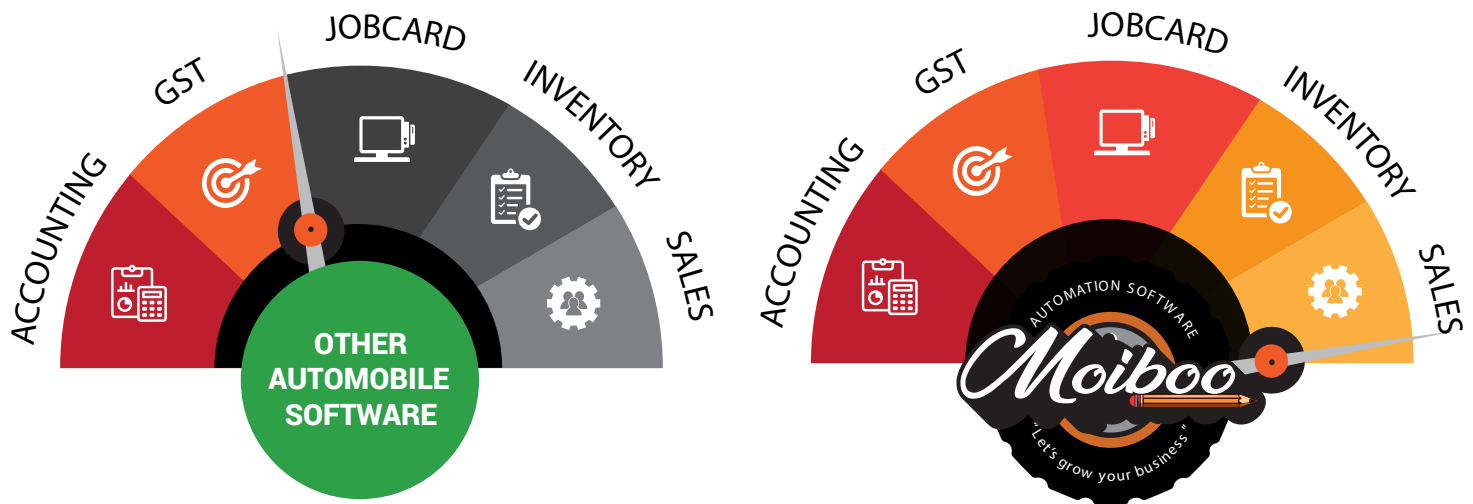 ACCOUNTING
GST
JOBCARD
INVENTORY
SALES
OTHER
AUTOMOBILE
SOFTWARE
ACCOUNTING
GST
JOBCARD
INVENTORY
SALES
AUTOMATION SOFTWARE
Moiboo
"Let's grow your business"